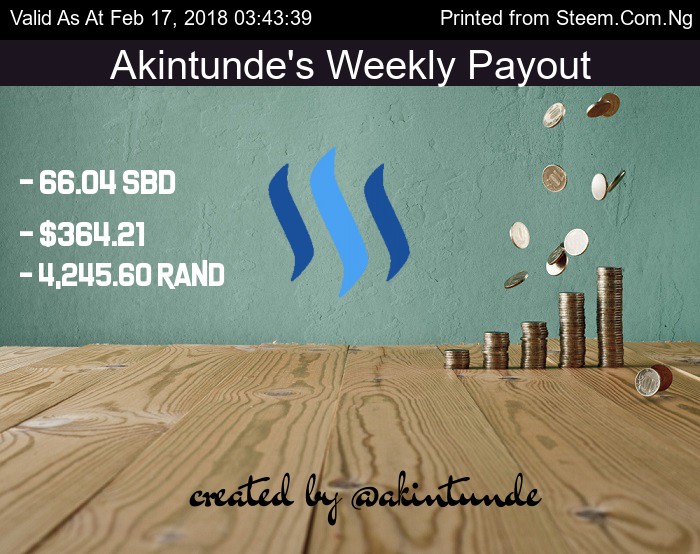 Valid As At Feb 17, 2018 03:43:39 Printed from Steem.Com.Ng
Akintunde's Weekly Payout
- 66.04 SBD
- $364.21
- 4,245.60 RAND
created by @akintunde